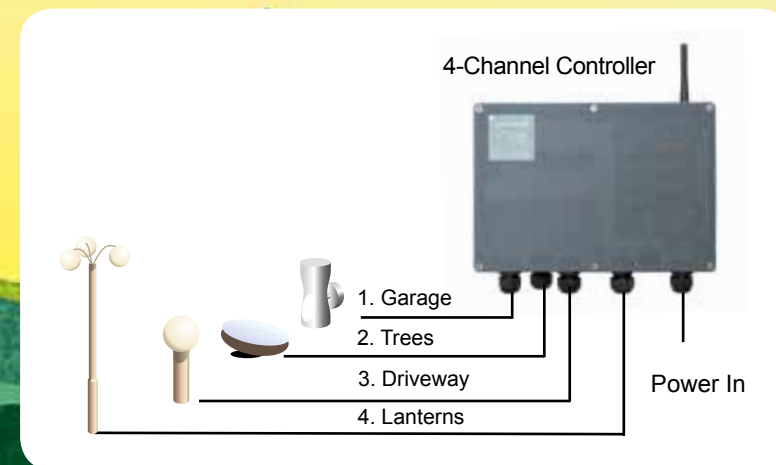 4-Channel Controller
1. Garage
2. Trees
3. Driveway
Power In
4. Lanterns